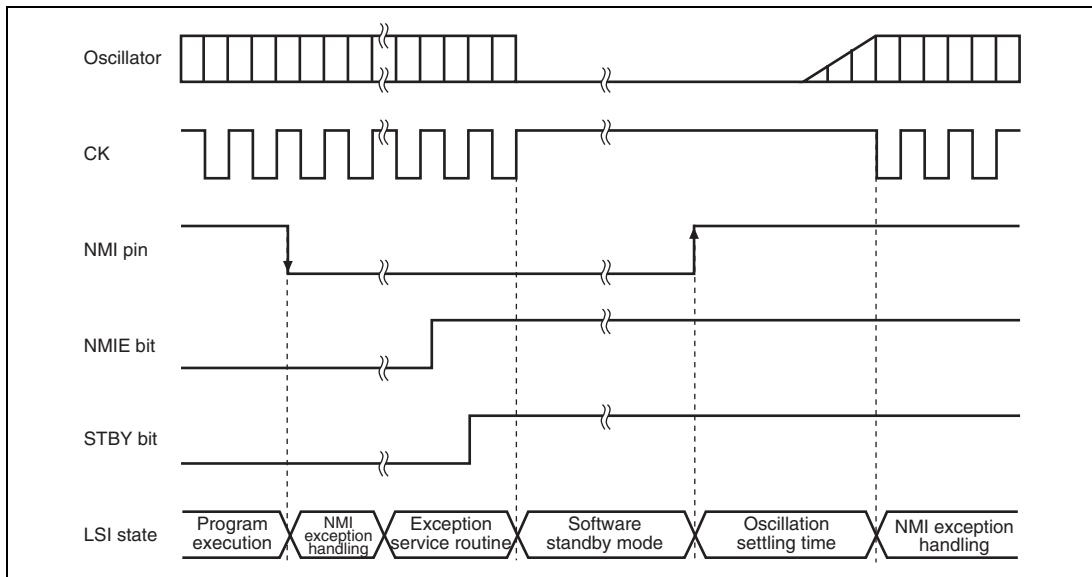 Oscillator
CK
NMI pin
NMIE bit
STBY bit
LSI state
Program
execution
NMI
exception
handling
Exception
service routine
Software
standby mode
Oscillation
settling time
NMI exception
handling